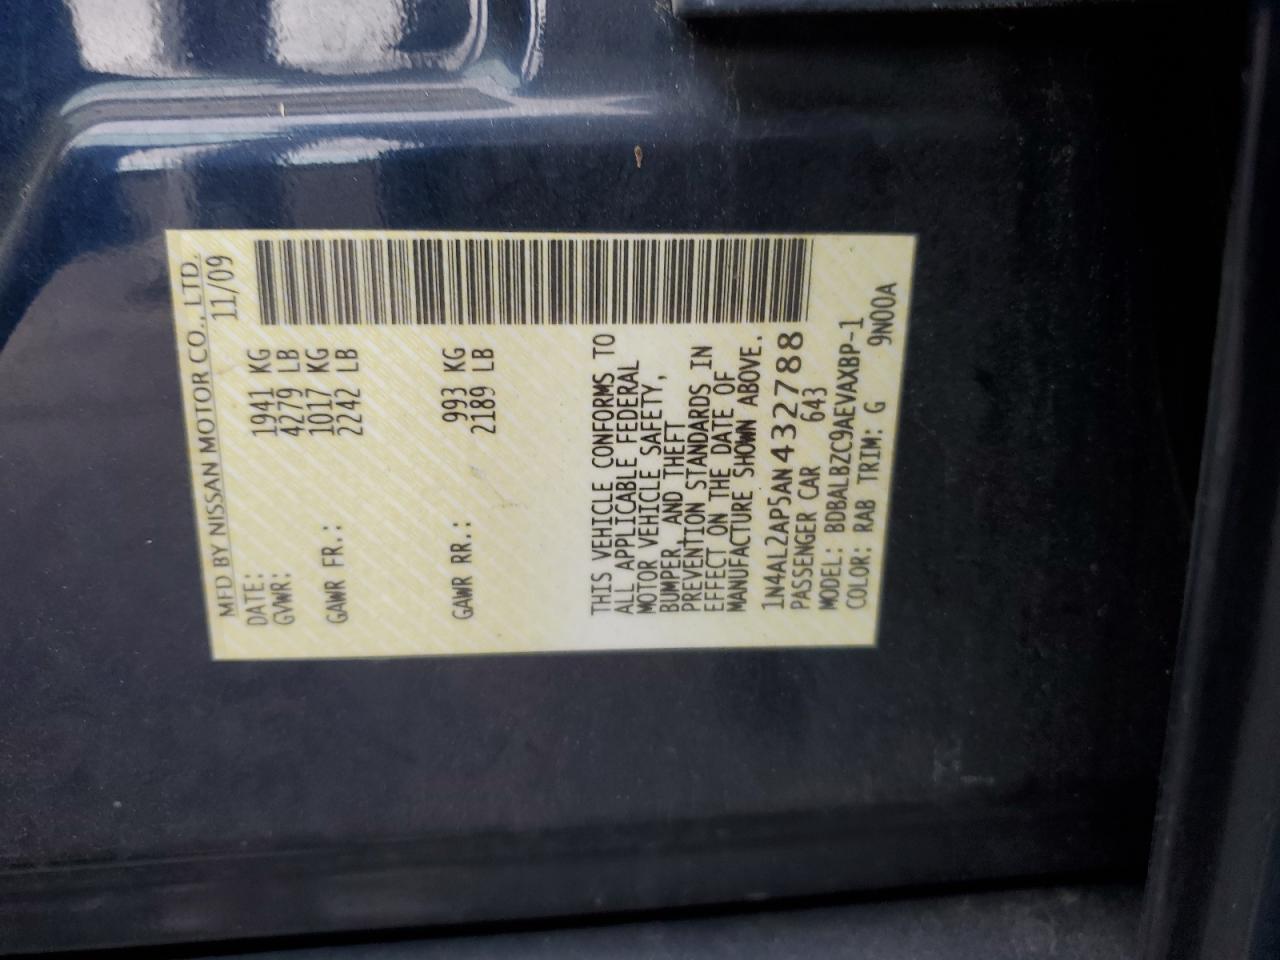 MFD BY NISSAN MOTOR CO., LTD.
DATE: 11/09
GVWR: 1941 KG
4279 LB
GAWR FR.: 1017 KG
2242 LB
GAWR RR.: 993 KG
2189 LB
THIS VEHICLE CONFORMS TO
ALL APPLICABLE FEDERAL
MOTOR VEHICLE SAFETY,
BUMPER, AND THEFT
PREVENTION STANDARDS IN
EFFECT ON THE DATE OF
MANUFACTURE SHOWN ABOVE.
1N4AL2AP5AN432788
PASSENGER CAR 643
MODEL: BDBALBZC9AEVAXBP-1
COLOR: RAB TRIM: G 9N00A